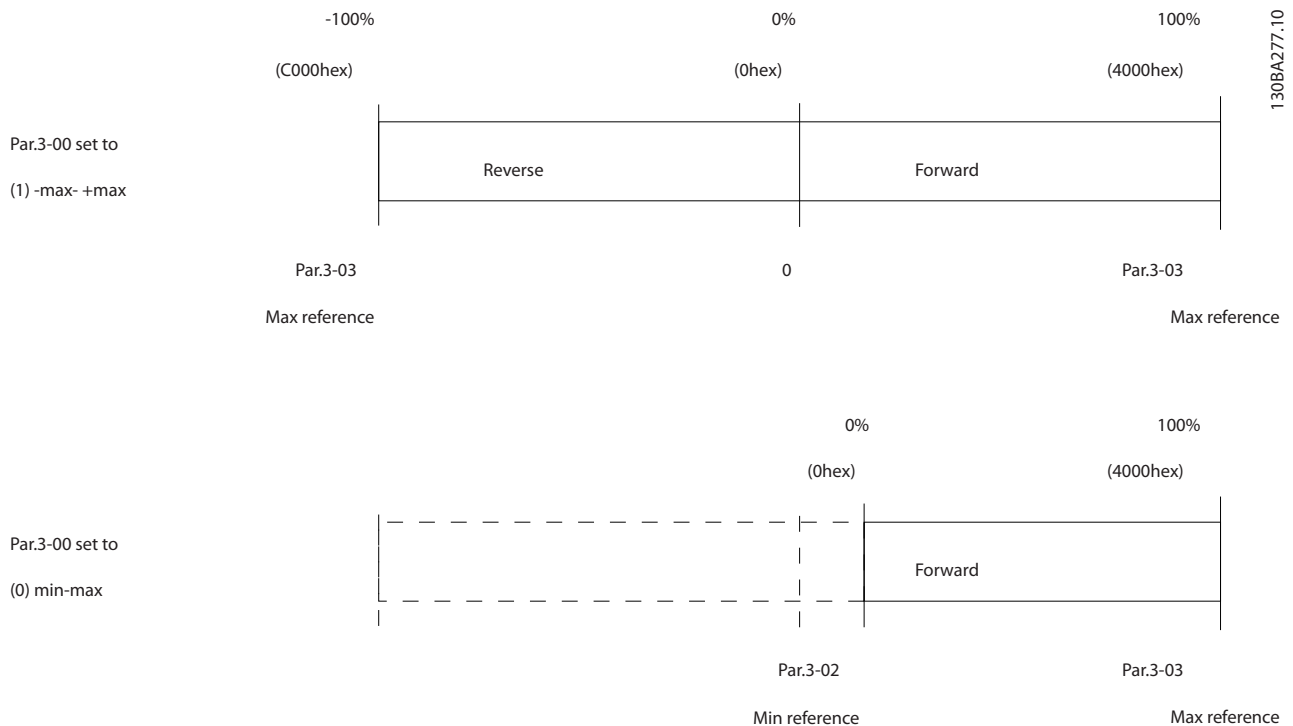 -100% 0% 100%
(C000hex) (0hex) (4000hex)
130BA277.10
Par.3-00 set to
(1) -max- +max
Reverse Forward
Par.3-03 0 Par.3-03
Max reference Max reference
0% 100%
(0hex) (4000hex)
Par.3-00 set to
(0) min-max
Forward
Par.3-02 Par.3-03
Min reference Max reference